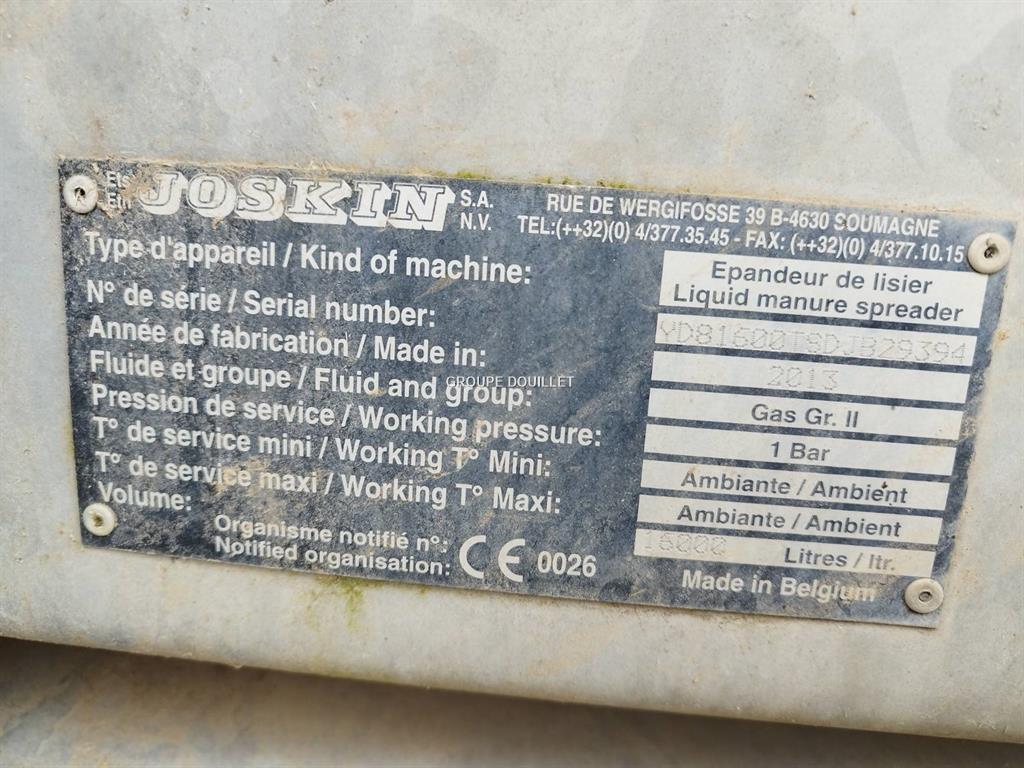 Ets JOSKIN S.A. RUE DE WERGIFOSSE 39 B-4630 SOUMAGNE
N.V. TEL:(++32)(0) 4/377.35.45 - FAX: (++32)(0) 4/377.10.15
Type d'appareil / Kind of machine: Epandeur de lisier
Liquid manure spreader
N° de série / Serial number: YD81600TSDJB29394
Année de fabrication / Made in: 2013
Fluide et groupe / Fluid and group: Gas Gr. II
Pression de service / Working pressure: 1 Bar
T° de service mini / Working T° Mini: Ambiante / Ambient
T° de service maxi / Working T° Maxi: Ambiante / Ambient
Volume: 16000 Litres / ltr.
Organisme notifié n°:
Notified organisation: CE 0026
Made in Belgium
GROUPE DOUILLET